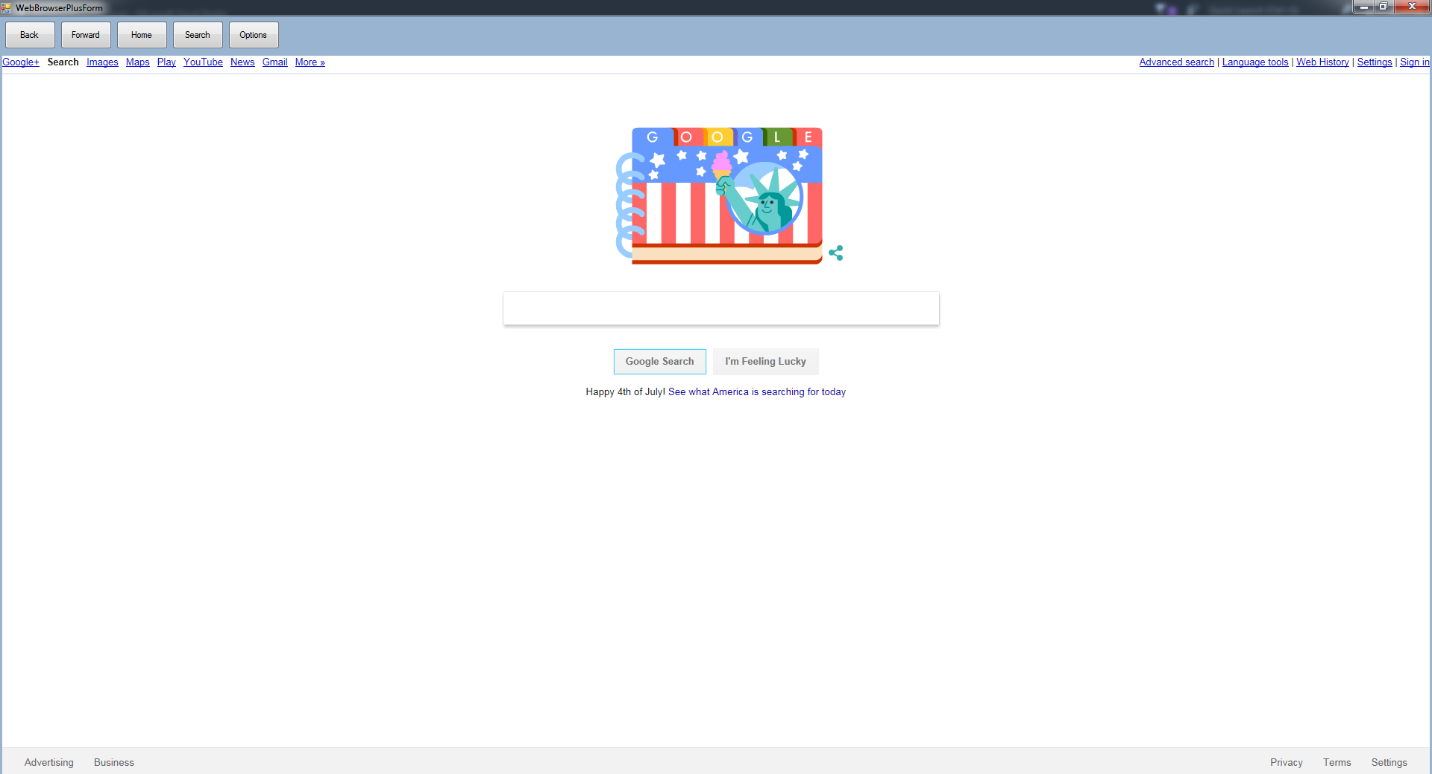 WebBrowserPlusForm
Back Forward Home Search Options
Google+ Search Images Maps Play YouTube News Gmail More » Advanced search | Language tools | Web History | Settings | Sign in
G O O G L E
Google Search I'm Feeling Lucky
Happy 4th of July! See what America is searching for today
Advertising Business Privacy Terms Settings